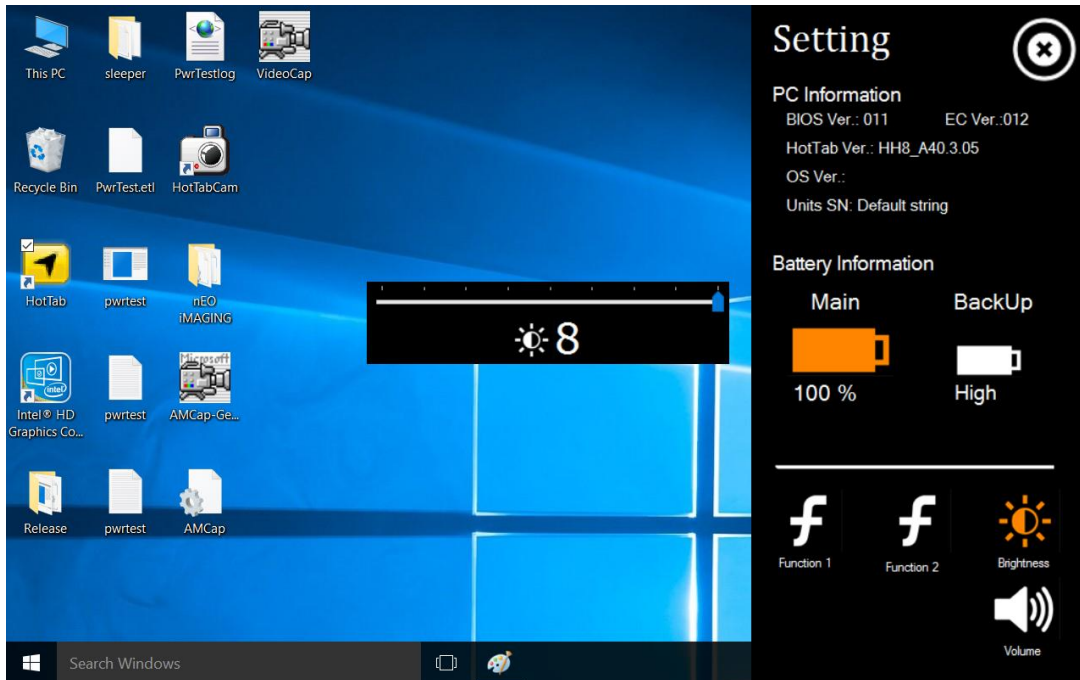 This PC
sleeper
PwrTestlog
VideoCap
Recycle Bin
PwrTest.etl
HotTabCam
HotTab
pwrtest
nEO
iMAGING
Intel® HD
Graphics Co...
pwrtest
Microsoft
AMCap-Ge...
intel
Release
pwrtest
AMCap
8
Search Windows
Setting
PC Information
BIOS Ver.: 011 EC Ver.:012
HotTab Ver.: HH8_A40.3.05
OS Ver.:
Units SN: Default string
Battery Information
Main BackUp
100 % High
Function 1 Function 2 Brightness
Volume